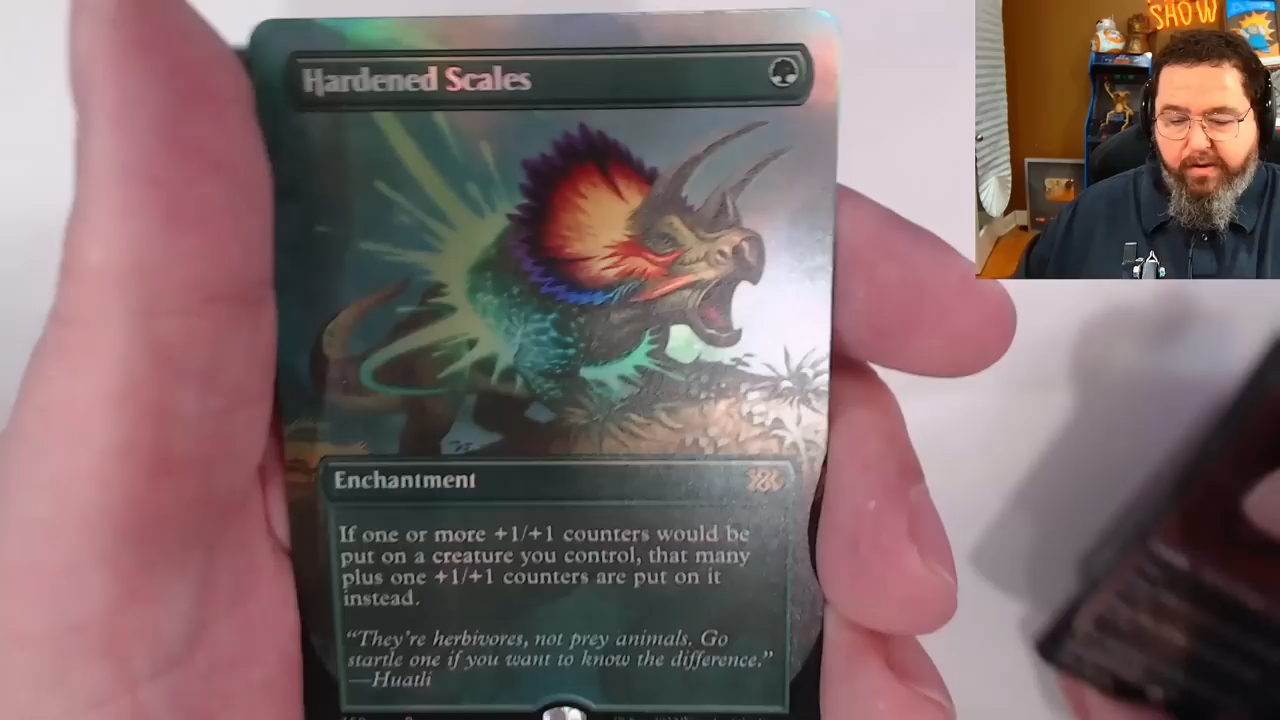 Hardened Scales
SHOW
Enchantment
If one or more +1/+1 counters would be
put on a creature you control, that many
plus one +1/+1 counters are put on it
instead.
“They’re herbivores, not prey animals. Go
startle one if you want to know the difference.”
—Huatli